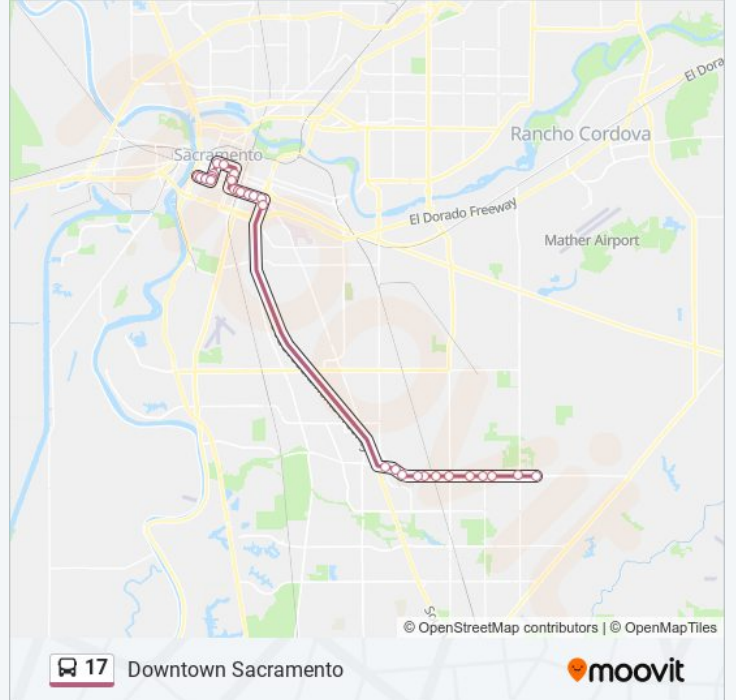 El Dora
Rancho Cordova
Sacramento
El Dorado Freeway
Mather Airport
© OpenStreetMap contributors | © OpenMapTiles
17 Downtown Sacramento
moovit